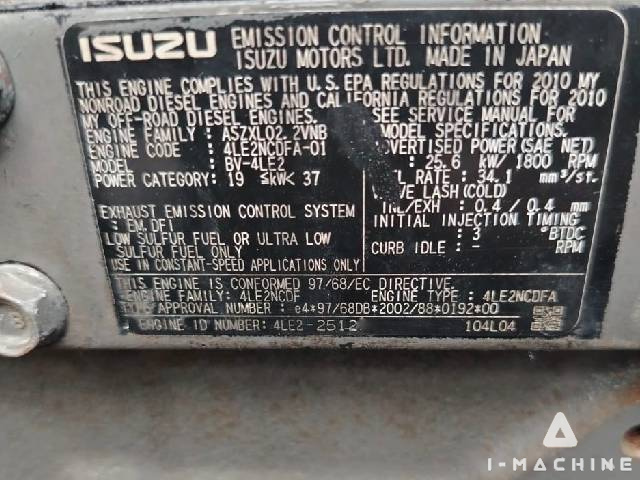 ISUZU EMISSION CONTROL INFORMATION
ISUZU MOTORS LTD. MADE IN JAPAN
THIS ENGINE COMPLIES WITH U.S. EPA REGULATIONS FOR 2010 MY
NONROAD DIESEL ENGINES AND CALIFORNIA REGULATIONS FOR 2010
MY OFF-ROAD DIESEL ENGINES.
ENGINE FAMILY : ASZXL02.2VNB
ENGINE CODE : 4LE2NCDFA-01
MODEL : BV-4LE2
POWER CATEGORY: 19 ≤kW< 37
EXHAUST EMISSION CONTROL SYSTEM
: EM,DFI
LOW SULFUR FUEL OR ULTRA LOW
SULFUR FUEL ONLY
USE IN CONSTANT-SPEED APPLICATIONS ONLY
SEE SERVICE MANUAL FOR
MODEL SPECIFICATIONS.
POWER(SAE NET)
: 25.6 kW/ 1800 RPM
RATE : 34.1 mm³/st.
LASH(COLD)
/EXH : 0.4 / 0.4 mm
INITIAL INJECTION TIMING
: 3 °BTDC
CURB IDLE : - RPM
THIS ENGINE IS CONFORMED 97/68/EC DIRECTIVE.
ENGINE FAMILY : 4LE2NCDF ENGINE TYPE : 4LE2NCDFA
TYPE APPROVAL NUMBER : e4*97/68DB*2002/88*0192*00
ENGINE ID NUMBER: 4LE2-2512 104L04
I-MACHINE